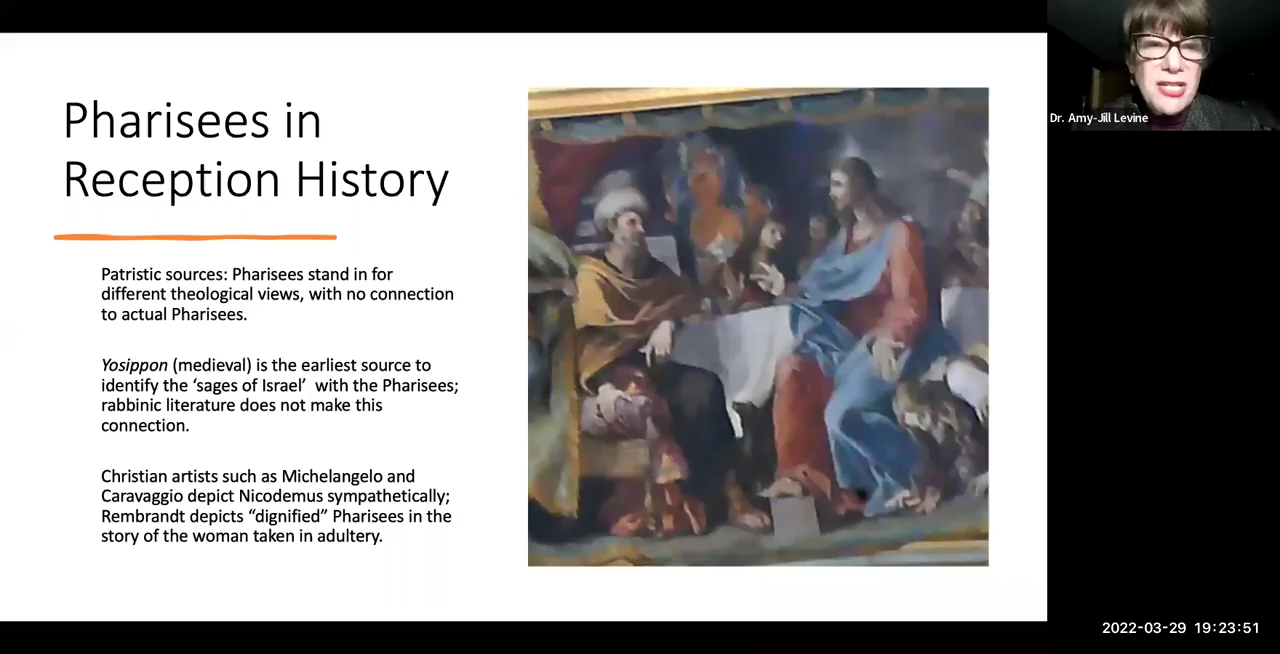 Pharisees in
Reception History
Patristic sources: Pharisees stand in for
different theological views, with no connection
to actual Pharisees.
Yosippon (medieval) is the earliest source to
identify the ‘sages of Israel’  with the Pharisees;
rabbinic literature does not make this
connection.
Christian artists such as Michelangelo and
Caravaggio depict Nicodemus sympathetically;
Rembrandt depicts “dignified” Pharisees in the
story of the woman taken in adultery.
Dr. Amy-Jill Levine
2022-03-29 19:23:51